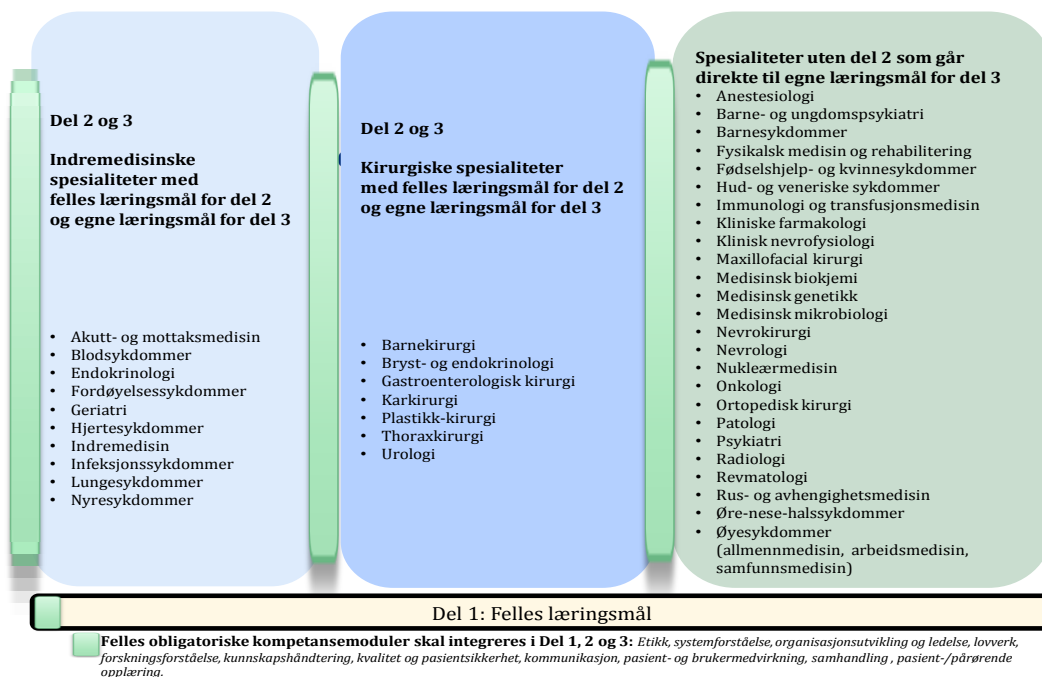 Del 2 og 3
Indremedisinske
spesialiteter med
felles læringsmål for del 2
og egne læringsmål for del 3
• Akutt- og mottaksmedisin
• Blodsykdommer
• Endokrinologi
• Fordøyelsessykdommer
• Geriatri
• Hjertesykdommer
• Indremedisin
• Infeksjonssykdommer
• Lungesykdommer
• Nyresykdommer
Del 2 og 3
Kirurgiske spesialiteter
med felles læringsmål for del 2
og egne læringsmål for del 3
• Barnekirurgi
• Bryst- og endokrinologi
• Gastroenterologisk kirurgi
• Karkirurgi
• Plastikk-kirurgi
• Thoraxkirurgi
• Urologi
Spesialiteter uten del 2 som går
direkte til egne læringsmål for del 3
• Anestesiologi
• Barne- og ungdomspsykiatri
• Barnesykdommer
• Fysikalsk medisin og rehabilitering
• Fødselshjelp- og kvinnesykdommer
• Hud- og veneriske sykdommer
• Immunologi og transfusjonsmedisin
• Kliniske farmakologi
• Klinisk nevrofysiologi
• Maxillofacial kirurgi
• Medisinsk biokjemi
• Medisinsk genetikk
• Medisinsk mikrobiologi
• Nevrokirurgi
• Nevrologi
• Nukleærmedisin
• Onkologi
• Ortopedisk kirurgi
• Patologi
• Psykiatri
• Radiologi
• Revmatologi
• Rus- og avhengighetsmedisin
• Øre-nese-halssykdommer
• Øyesykdommer
(allmennmedisin, arbeidsmedisin,
samfunnsmedisin)
Del 1: Felles læringsmål
Felles obligatoriske kompetansemoduler skal integreres i Del 1, 2 og 3: Etikk, systemforståelse, organisasjonsutvikling og ledelse, lovverk,
forskningsforståelse, kunnskapshåndtering, kvalitet og pasientsikkerhet, kommunikasjon, pasient- og brukermedvirkning, samhandling , pasient-/pårørende
opplæring.